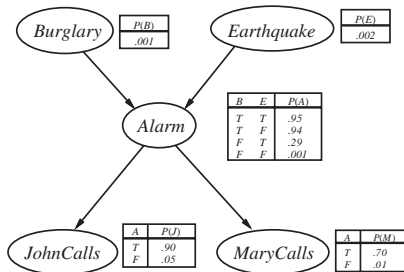 Burglary
P(B)
.001
Earthquake
P(E)
.002
Alarm
B E P(A)
T T .95
T F .94
F T .29
F F .001
JohnCalls
A P(J)
T .90
F .05
MaryCalls
A P(M)
T .70
F .01